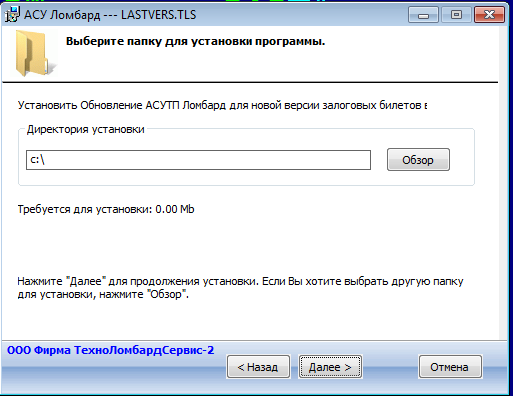 АСУ Ломбард --- LASTVERS.TLS
Выберите папку для установки программы.
Установить Обновление АСУТП Ломбард для новой версии залоговых билетов в
Директория установки
c:\
Обзор
Требуется для установки: 0.00 Mb
Нажмите "Далее" для продолжения установки. Если Вы хотите выбрать другую папку
для установки, нажмите "Обзор".
ООО Фирма ТехноЛомбардСервис-2
< Назад
Далее >
Отмена